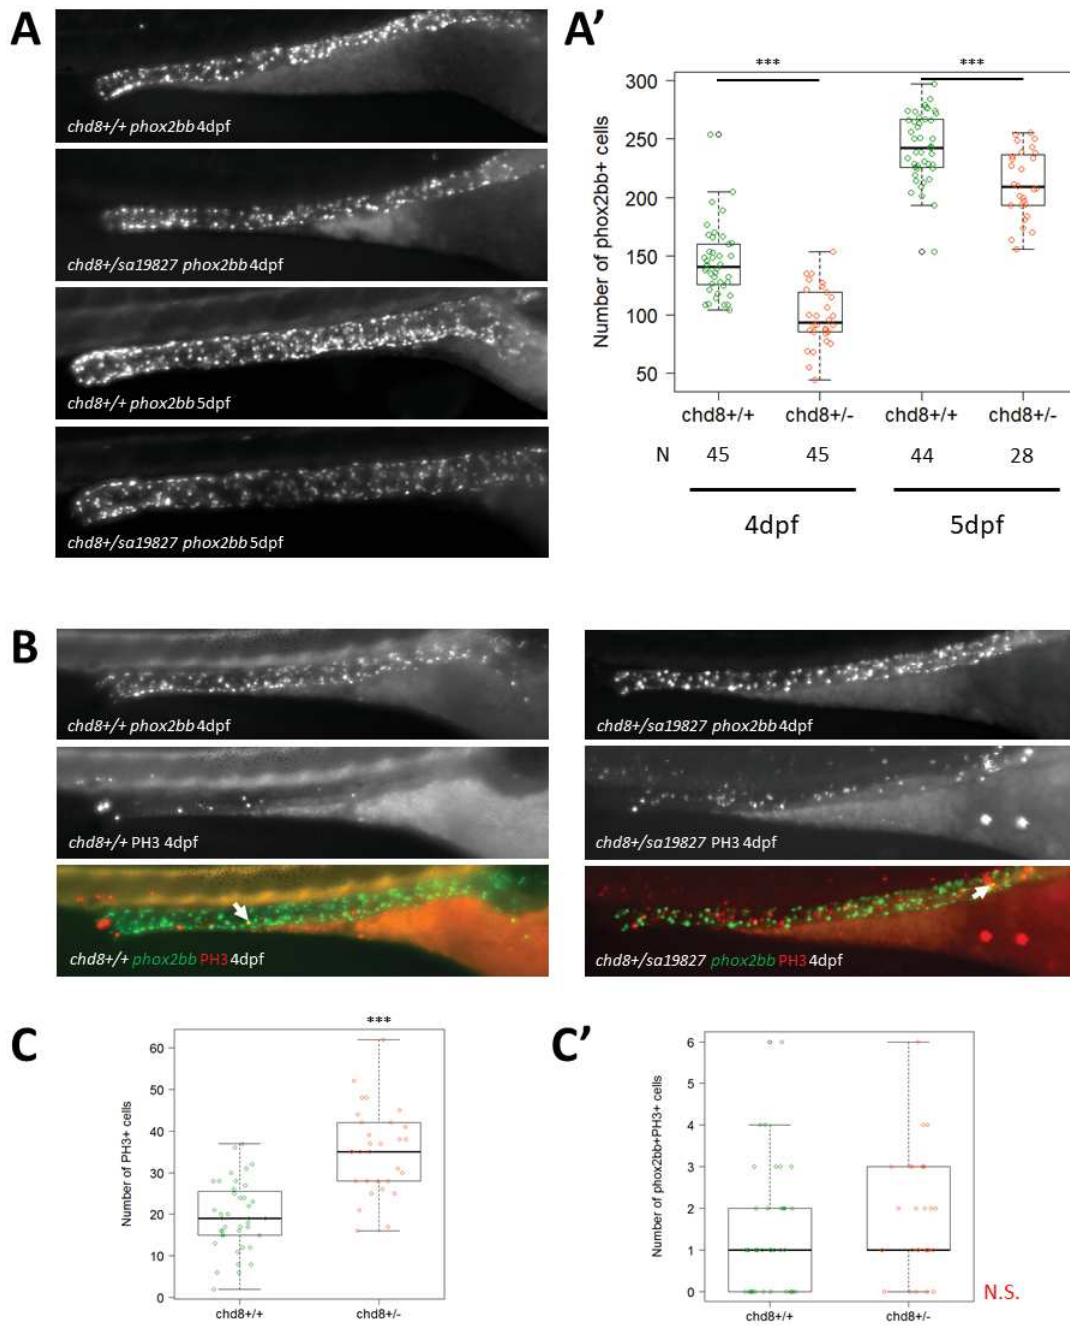 A
chd8+/+ phox2bb 4dpf
chd8+/sa19827 phox2bb 4dpf
chd8+/+ phox2bb 5dpf
chd8+/sa19827 phox2bb 5dpf
A'
*** ***
Number of phox2bb+ cells
300
250
200
150
100
50
chd8+/+ chd8+/- chd8+/+ chd8+/-
N 45 45 44 28
4dpf 5dpf
B
chd8+/+ phox2bb 4dpf
chd8+/+ PH3 4dpf
chd8+/+ phox2bb PH3 4dpf
chd8+/sa19827 phox2bb 4dpf
chd8+/sa19827 PH3 4dpf
chd8+/sa19827 phox2bb PH3 4dpf
C
***
Number of PH3+ cells
60
50
40
30
20
10
0
chd8+/+ chd8+/-
C'
Number of phox2bb+PH3+ cells
6
5
4
3
2
1
0
chd8+/+ chd8+/-
N.S.